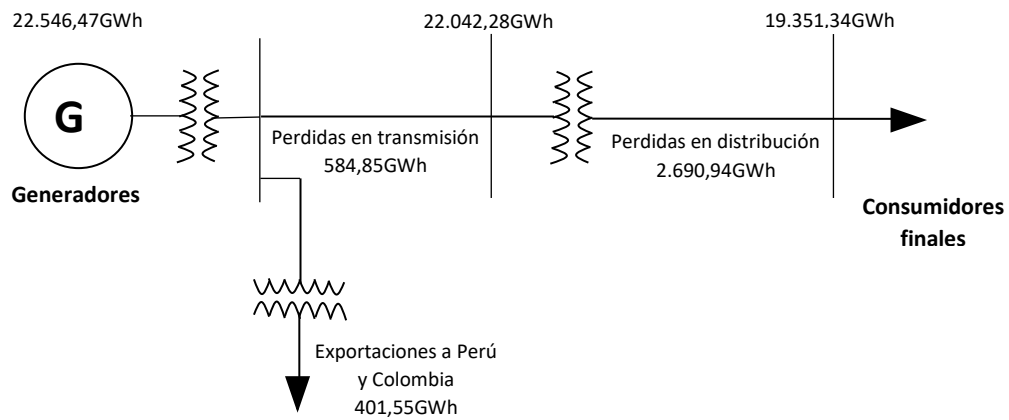 22.546,47GWh
22.042,28GWh
19.351,34GWh
G
Generadores
Perdidas en transmisión
584,85GWh
Perdidas en distribución
2.690,94GWh
Consumidores
finales
Exportaciones a Perú
y Colombia
401,55GWh